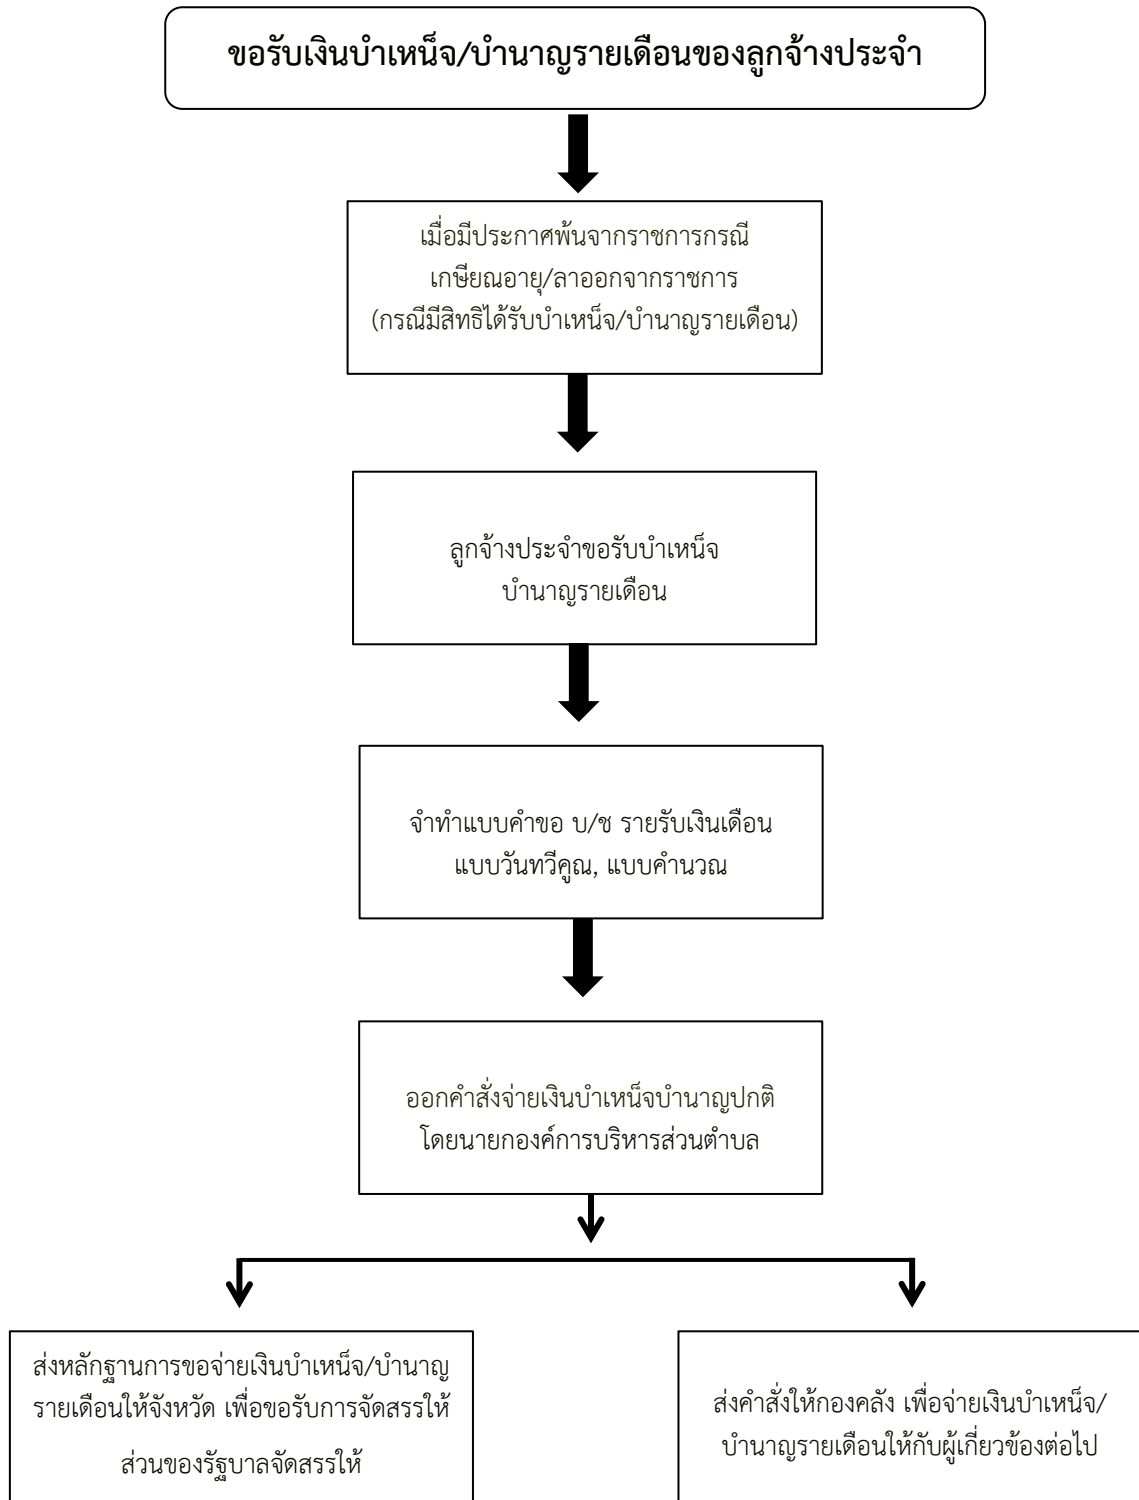 ขอรับเงินบำเหน็จ/บำนาญรายเดือนของลูกจ้างประจำ
เมื่อมีประกาศพ้นจากราชการกรณี
เกษียณอายุ/ลาออกจากราชการ
(กรณีมีสิทธิได้รับบำเหน็จ/บำนาญรายเดือน)
ลูกจ้างประจำขอรับบำเหน็จ
บำนาญรายเดือน
จำทำแบบคำขอ บ/ช รายรับเงินเดือน
แบบวันทวีคูณ, แบบคำนวณ
ออกคำสั่งจ่ายเงินบำเหน็จบำนาญปกติ
โดยนายกองค์การบริหารส่วนตำบล
ส่งหลักฐานการขอจ่ายเงินบำเหน็จ/บำนาญ
รายเดือนให้จังหวัด เพื่อขอรับการจัดสรรให้
ส่วนของรัฐบาลจัดสรรให้
ส่งคำสั่งให้กองคลัง เพื่อจ่ายเงินบำเหน็จ/
บำนาญรายเดือนให้กับผู้เกี่ยวข้องต่อไป